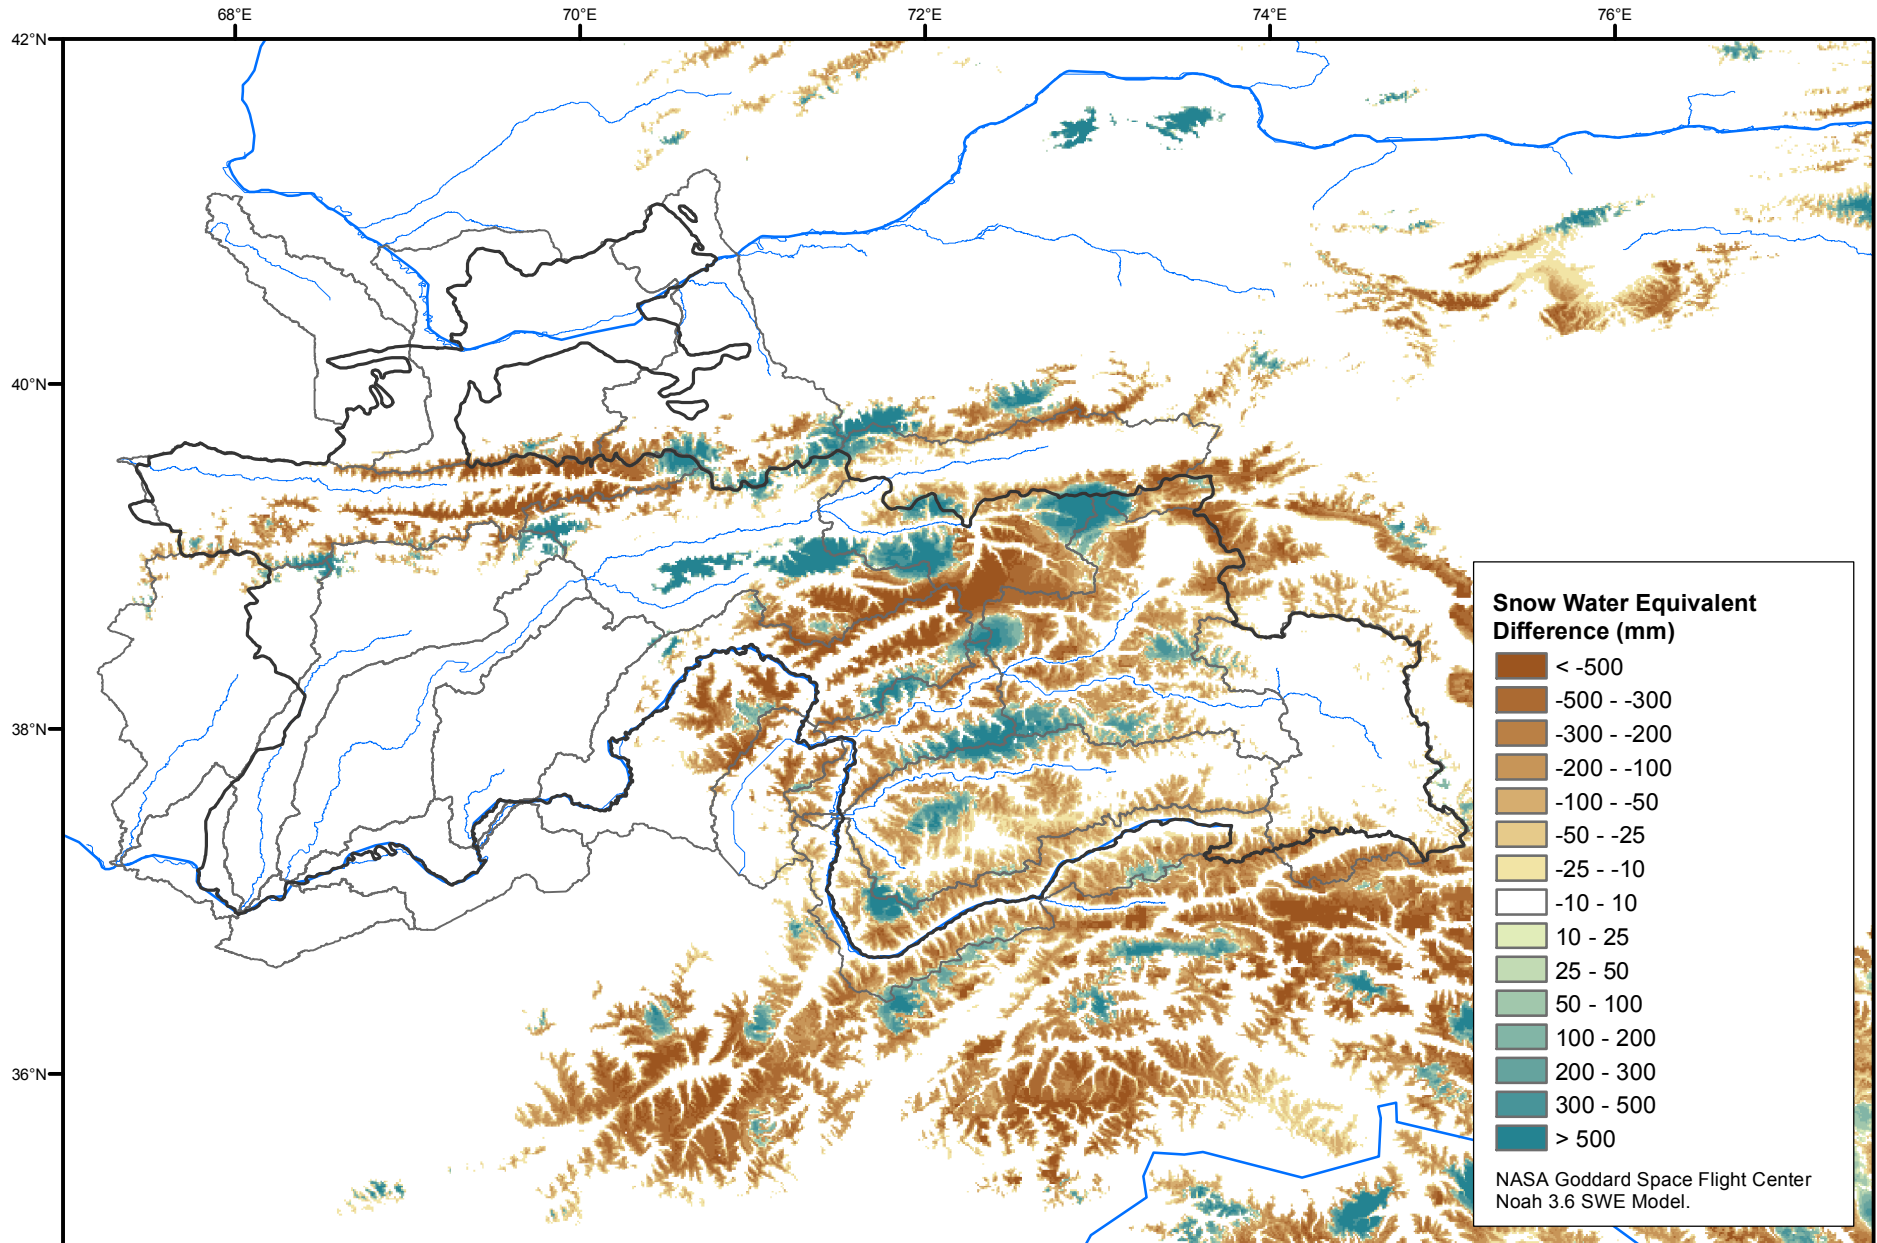 68°E
70°E
72°E
74°E
76°E
42°N
40°N
38°N
36°N
Snow Water Equivalent
Difference (mm)
< -500
-500 - -300
-300 - -200
-200 - -100
-100 - -50
-50 - -25
-25 - -10
-10 - 10
10 - 25
25 - 50
50 - 100
100 - 200
200 - 300
300 - 500
> 500
NASA Goddard Space Flight Center
Noah 3.6 SWE Model.